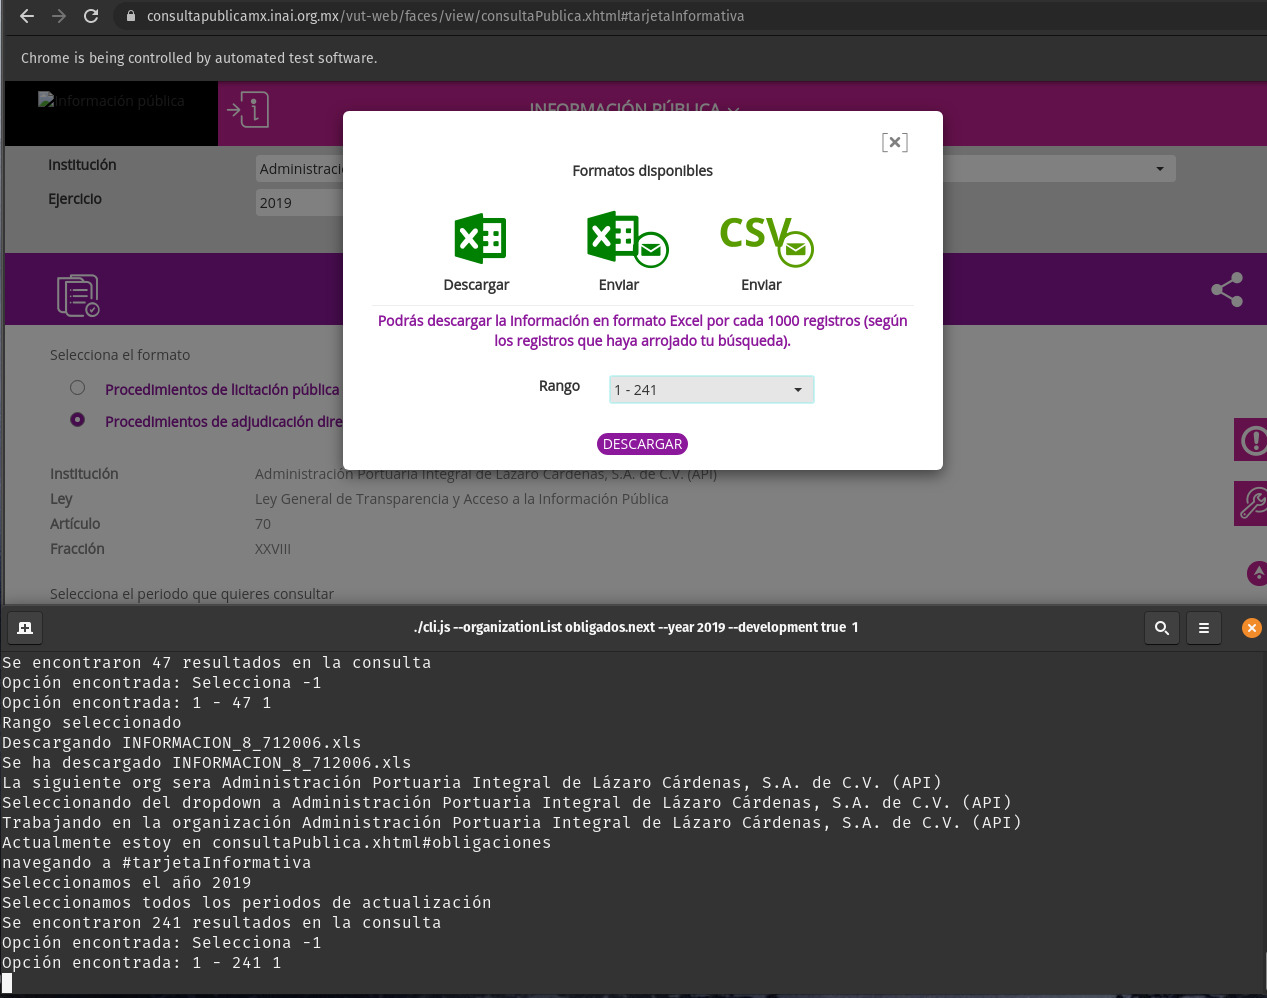 consultapublicamx.inai.org.mx/vut-web/faces/view/consultaPublica.xhtml#tarjetaInformativa
Chrome is being controlled by automated test software.
Información pública
INFORMACIÓN PÚBLICA
Institución
Administraci
Ejercicio
2019
Formatos disponibles
CSV
Descargar
Enviar
Enviar
Podrás descargar la Información en formato Excel por cada 1000 registros (según
los registros que haya arrojado tu búsqueda).
Rango
1 - 241
DESCARGAR
Selecciona el formato
Procedimientos de licitación pública
Procedimientos de adjudicación dire
Institución
Administración Portuaria Integral de Lázaro Cárdenas, S.A. de C.V. (API)
Ley
Ley General de Transparencia y Acceso a la Información Pública
Artículo
70
Fracción
XXVIII
Selecciona el periodo que quieres consultar
./cli.js --organizationList obligados.next --year 2019 --development true 1
Se encontraron 47 resultados en la consulta
Opción encontrada: Selecciona -1
Opción encontrada: 1 - 47 1
Rango seleccionado
Descargando INFORMACION_8_712006.xls
Se ha descargado INFORMACION_8_712006.xls
La siguiente org sera Administración Portuaria Integral de Lázaro Cárdenas, S.A. de C.V. (API)
Seleccionando del dropdown a Administración Portuaria Integral de Lázaro Cárdenas, S.A. de C.V. (API)
Trabajando en la organización Administración Portuaria Integral de Lázaro Cárdenas, S.A. de C.V. (API)
Actualmente estoy en consultaPublica.xhtml#obligaciones
navegando a #tarjetaInformativa
Seleccionamos el año 2019
Seleccionamos todos los periodos de actualización
Se encontraron 241 resultados en la consulta
Opción encontrada: Selecciona -1
Opción encontrada: 1 - 241 1